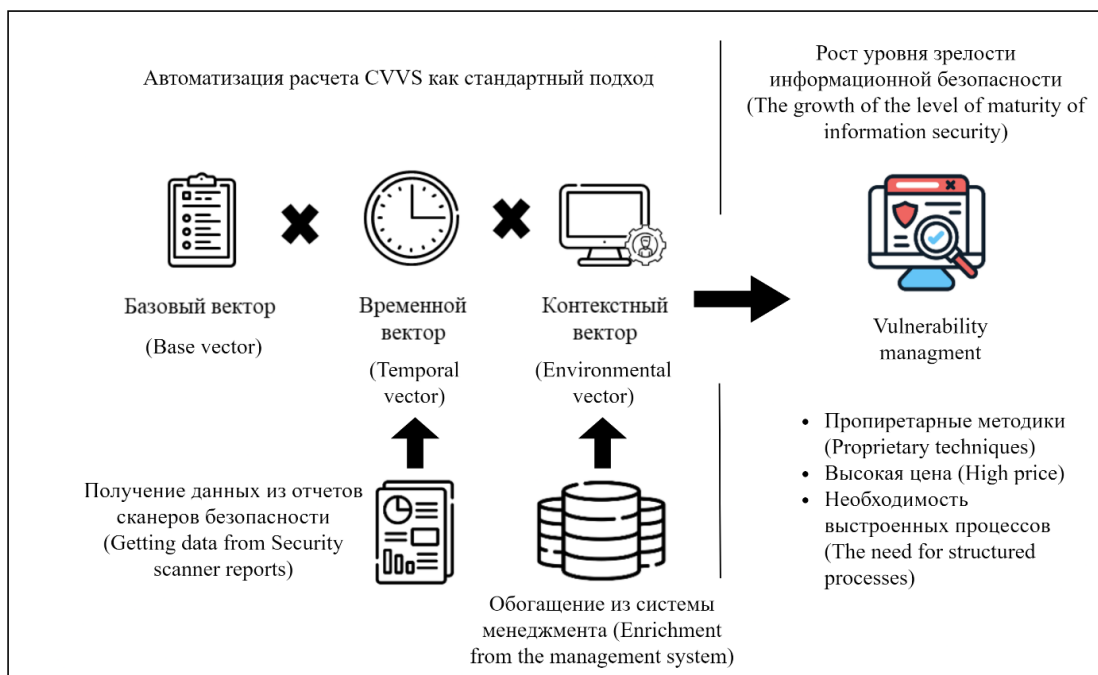 Автоматизация расчета CVVS как стандартный подход
Базовый вектор
(Base vector)
Временной
вектор
(Temporal
vector)
Контекстный
вектор
(Environmental
vector)
Получение данных из отчетов
сканеров безопасности
(Getting data from Security
scanner reports)
Обогащение из системы
менеджмента (Enrichment
from the management system)
Рост уровня зрелости
информационной безопасности
(The growth of the level of maturity of
information security)
Vulnerability
managment
• Пропиретарные методики
(Proprietary techniques)
• Высокая цена (High price)
• Необходимость
выстроенных процессов
(The need for structured
processes)